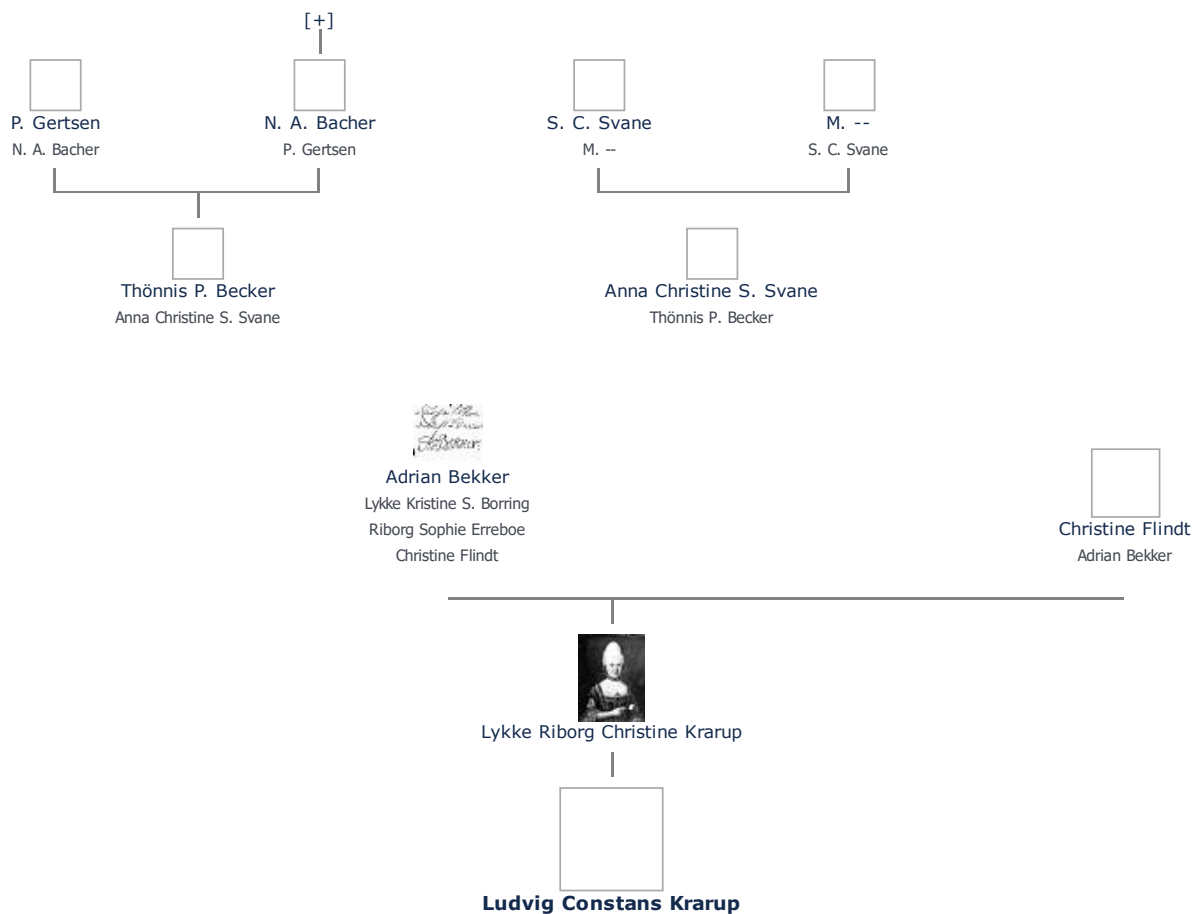 [+]
P. Gertsen
N. A. Bacher
N. A. Bacher
P. Gertsen
S. C. Svane
M. --
M. --
S. C. Svane
Thönnis P. Becker
Anna Christine S. Svane
Anna Christine S. Svane
Thönnis P. Becker
Adrian Bekker
Lykke Kristine S. Borring
Riborg Sophie Erreboe
Christine Flindt
Christine Flindt
Adrian Bekker
Lykke Riborg Christine Krarup
Ludvig Constans Krarup